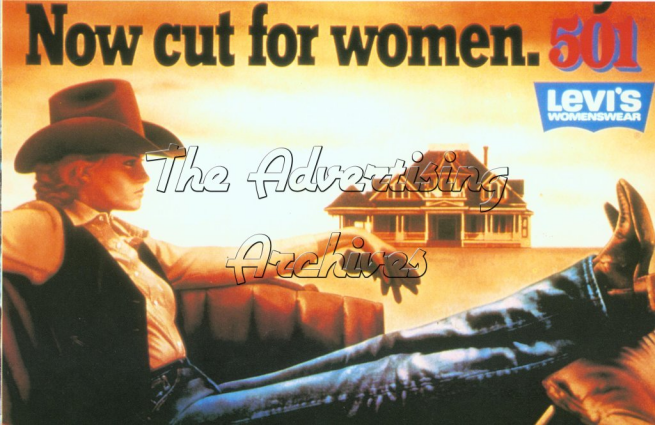 Now cut for women. 501
LEVI'S
WOMENSWEAR
The Advertising
Archives